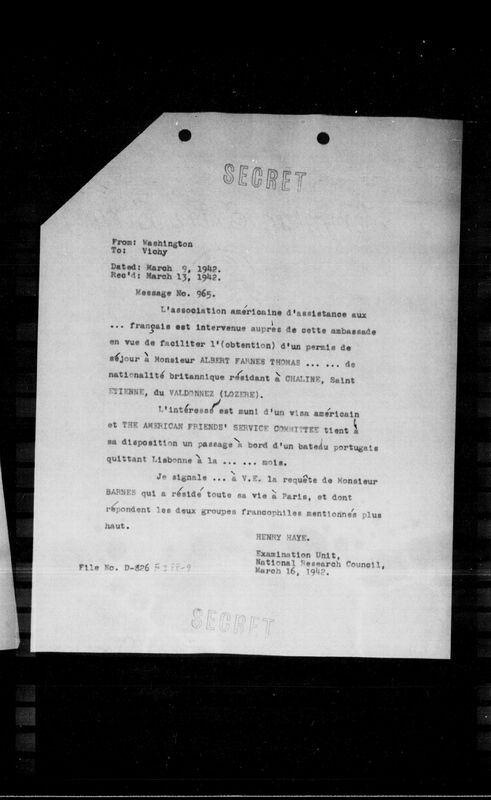 SECRET
From: Washington
To: Vichy
Dated: March 9, 1942.
Rec'd: March 13, 1942.
Message No. 965.
L'association américaine d'assistance aux
... français est intervenue auprès de cette ambassade
en vue de faciliter l'(obtention) d'un permis de
séjour à Monsieur ALBERT FARNES THOMAS ... ... de
nationalité britannique résidant à CHALINE, Saint
ETIENNE, du VALDONNEZ (LOZERE).
L'intéressé est muni d'un visa américain
et THE AMERICAN FRIENDS' SERVICE COMMITTEE tient à
sa disposition un passage à bord d'un bateau portugais
quittant Lisbonne à la ... ... mois.
Je signale ... à V.E. la requête de Monsieur
BARNES qui a résidé toute sa vie à Paris, et dont
répondent les deux groupes francophiles mentionnés plus
haut.
HENRY HAYE.
Examination Unit,
National Research Council,
March 16, 1942.
File No. D-826
SECRET